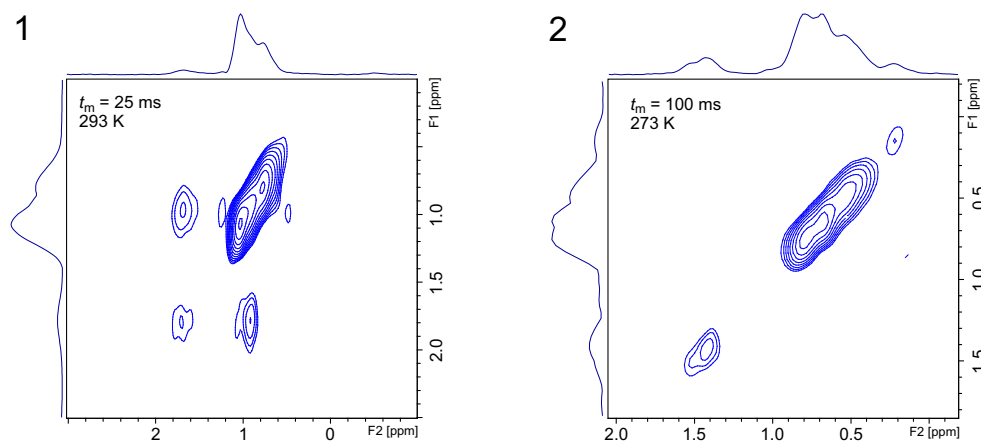 1
t_m = 25 ms
293 K
F1 [ppm]
1.0
1.5
2.0
2 1 0
F2 [ppm]
2
t_m = 100 ms
273 K
F1 [ppm]
0.5
1.0
1.5
2.0 1.5 1.0 0.5
F2 [ppm]